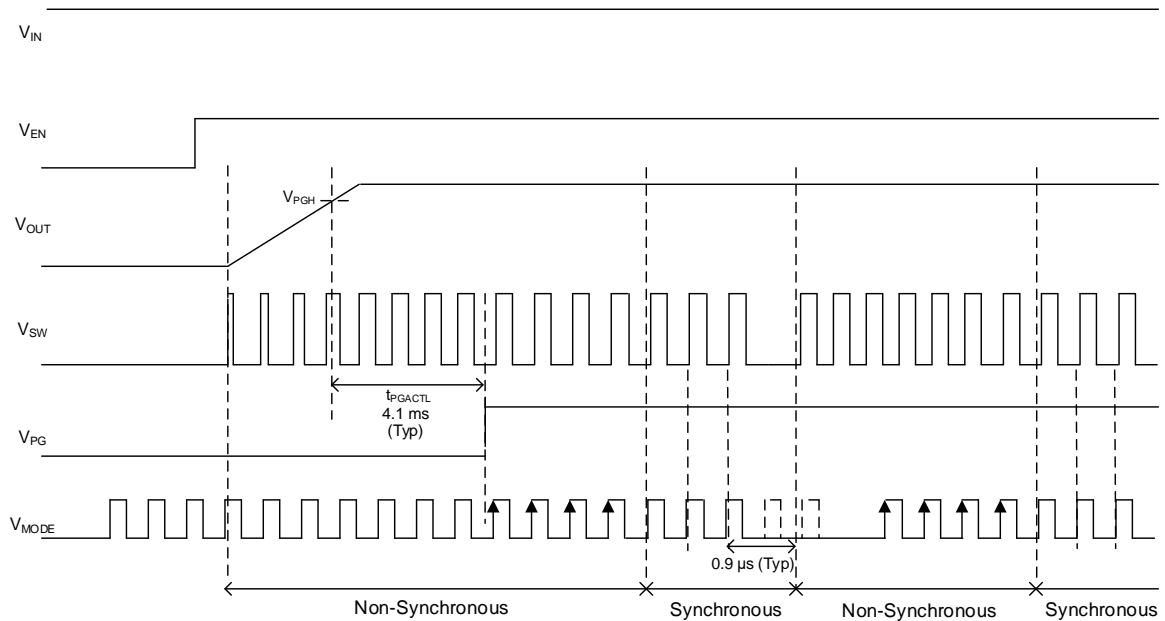 VIN
VEN
VPGH
VOUT
VSW
tPGACTL
4.1 ms
(Typ)
VPG
VMODE
0.9 µs (Typ)
Non-Synchronous
Synchronous
Non-Synchronous
Synchronous